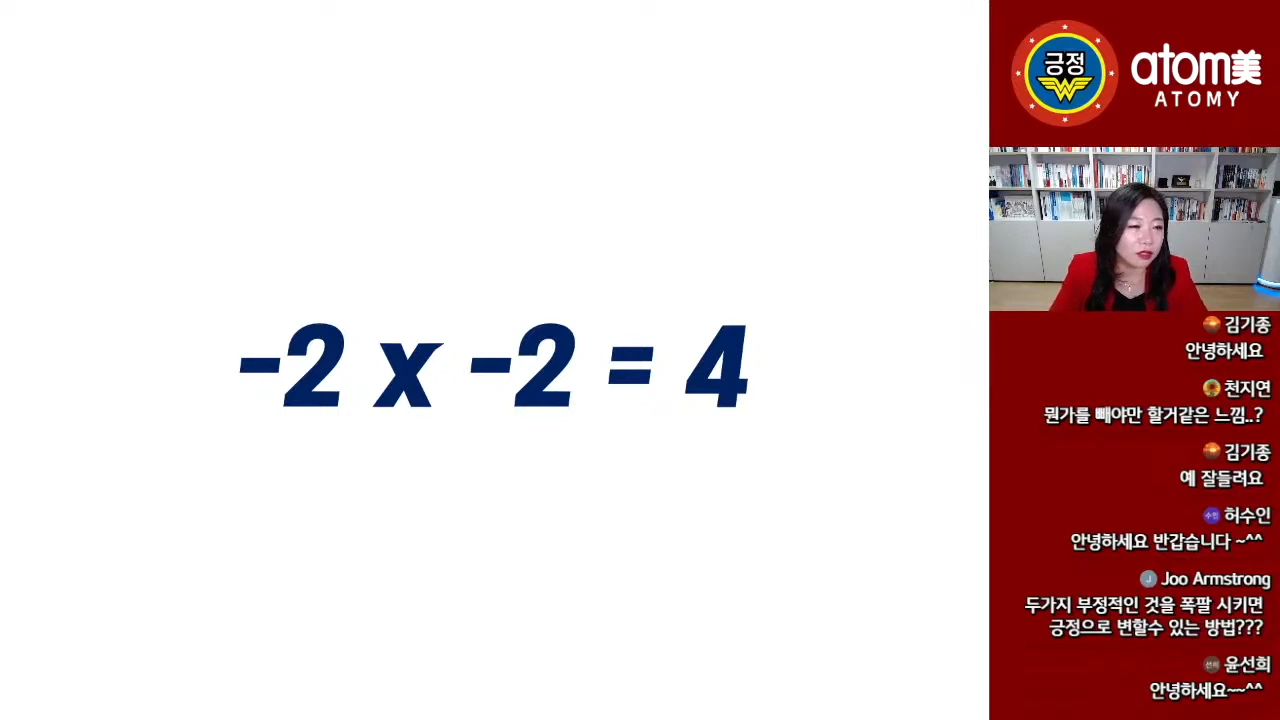 -2 x -2 = 4
긍정
atom美
ATOMY
김기종
안녕하세요
천지연
뭔가를 빼야만 할거같은 느낌..?
김기종
예 잘들려요
수인
허수인
안녕하세요 반갑습니다 ~^^
J
Joo Armstrong
두가지 부정적인 것을 폭팔 시키면
긍정으로 변할수 있는 방법???
선희
윤선희
안녕하세요~~^^